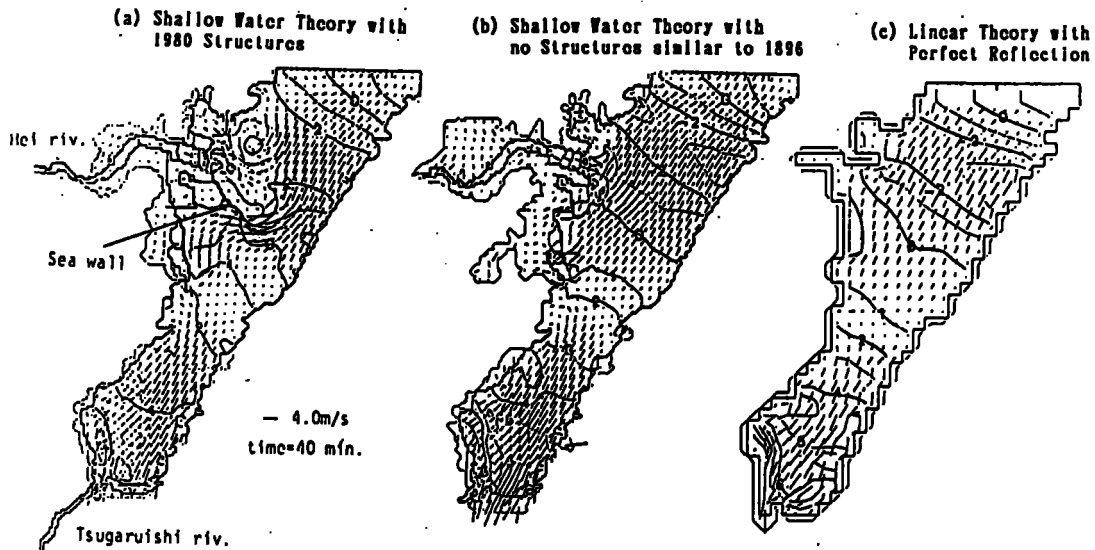 (a) Shallow Water Theory with
1980 Structures
(b) Shallow Water Theory with
no Structures similar to 1896
(c) Linear Theory with
Perfect Reflection
Hei riv.
Sea wall
— 4.0m/s
time=40 min.
Tsugaruishi riv.